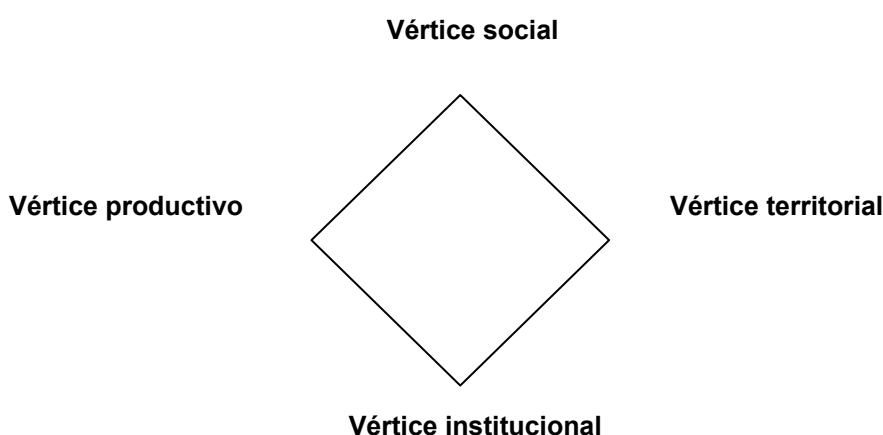 Vértice social
Vértice productivo
Vértice territorial
Vértice institucional